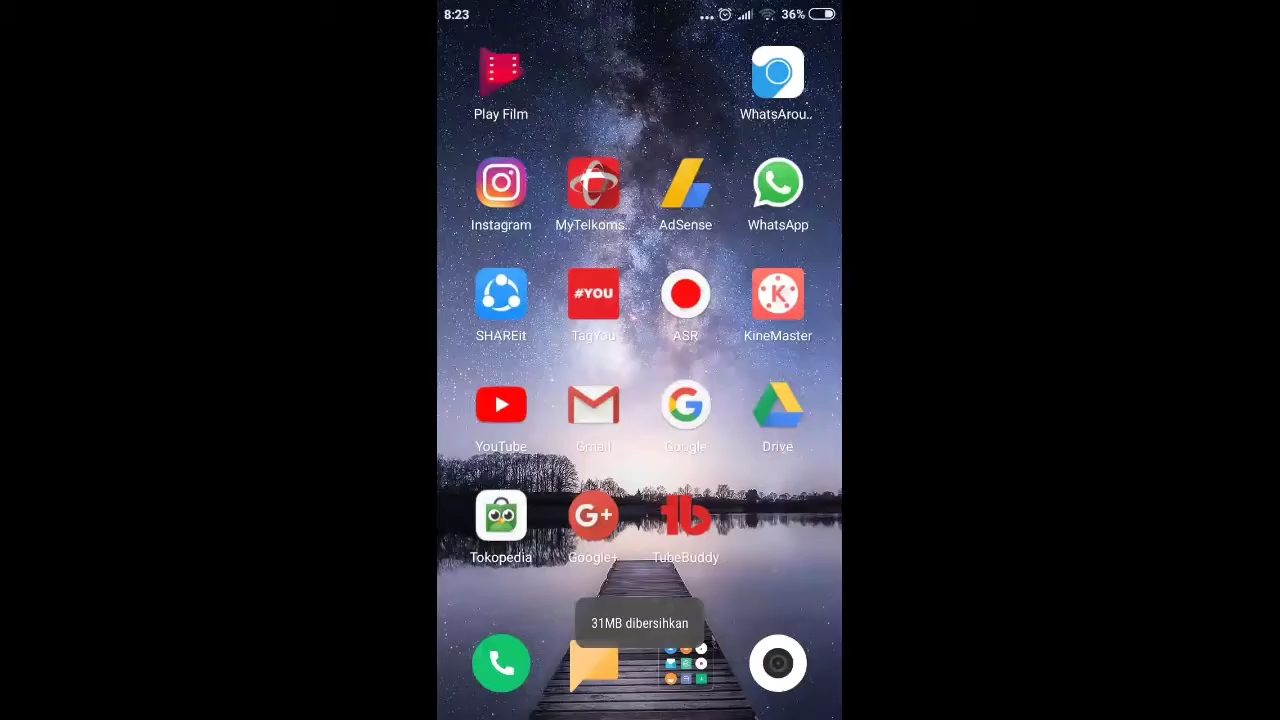 8:23
36%
Play Film
WhatsArou..
Instagram
MyTelkoms..
AdSense
WhatsApp
#YOU
K
SHAREit
TagYou
ASR
KineMaster
G
YouTube
Gmail
Google
Drive
G+
tb
Tokopedia
Google+
TubeBuddy
31MB dibersihkan